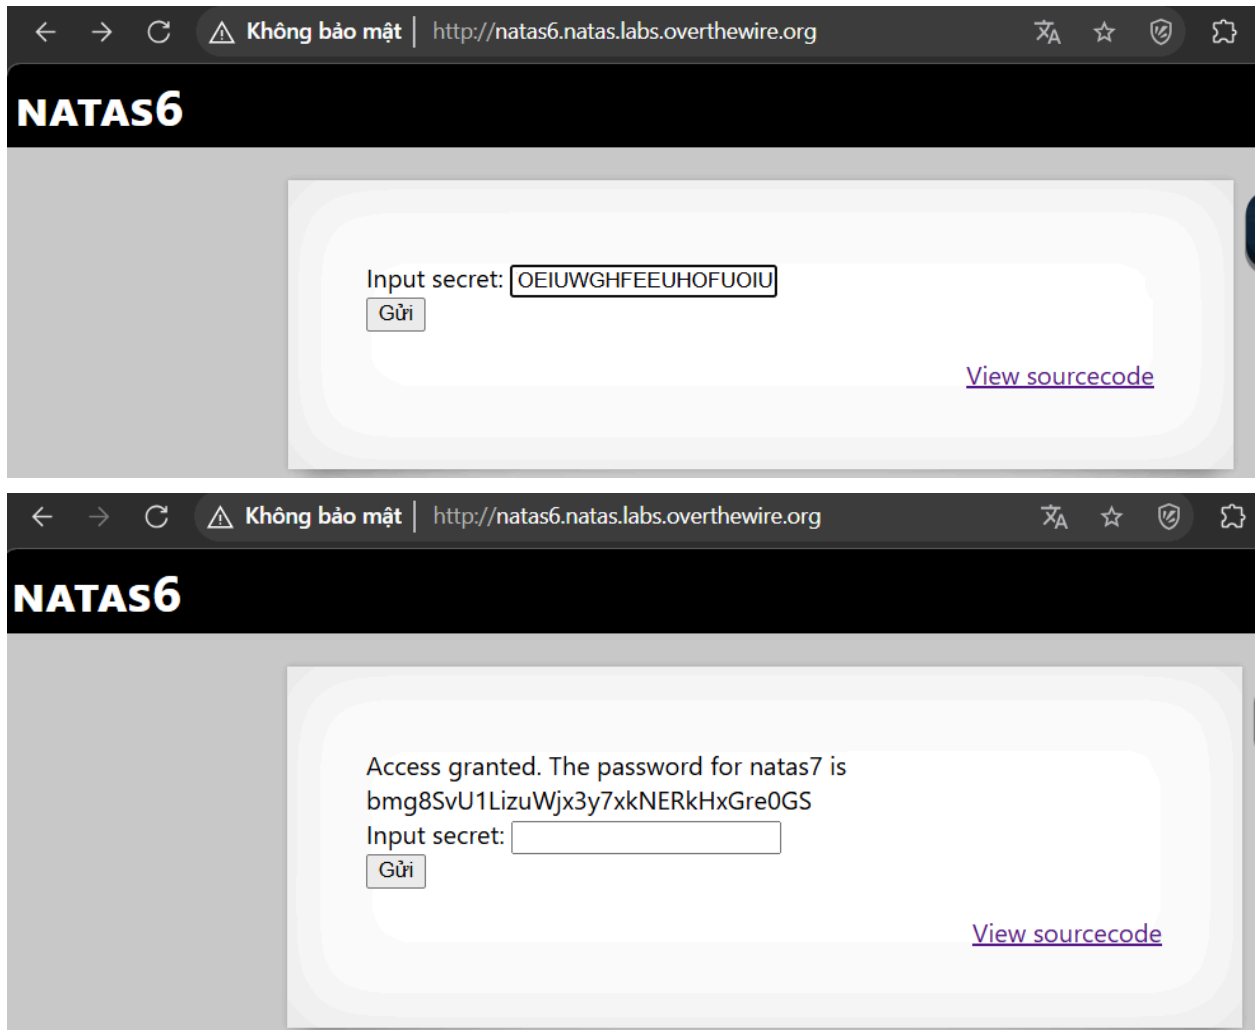 Không bảo mật | http://natas6.natas.labs.overthewire.org
NATAS6
Input secret: OEIUWGHFEEUHOFUOIU
Gửi
View sourcecode
Không bảo mật | http://natas6.natas.labs.overthewire.org
NATAS6
Access granted. The password for natas7 is
bmg8SvU1LizuWjx3y7xkNERkHxGre0GS
Input secret:
Gửi
View sourcecode